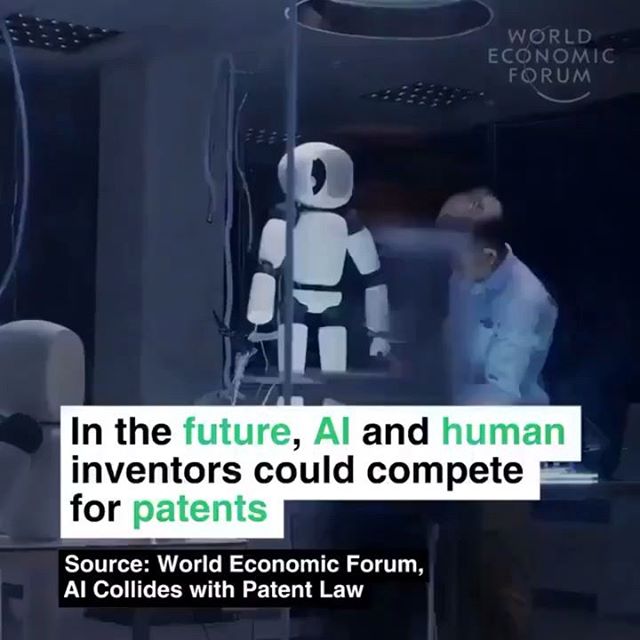 WORLD
ECONOMIC
FORUM
In the future, AI and human
inventors could compete
for patents
Source: World Economic Forum,
AI Collides with Patent Law